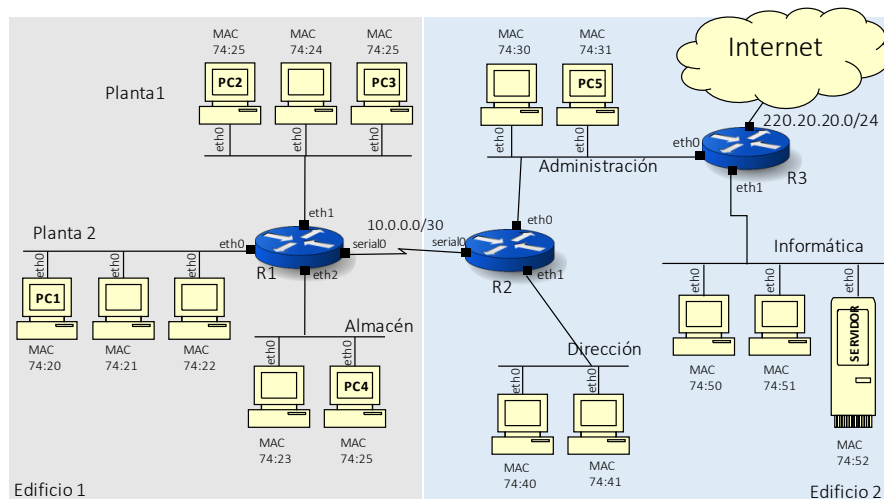 MAC
74:25
MAC
74:24
MAC
74:25
Planta1
PC2
PC3
eth0
eth0
eth0
MAC
74:30
MAC
74:31
PC5
eth0
eth0
Internet
220.20.20.0/24
eth0
Administración
R3
eth1
eth1
10.0.0.0/30
Planta 2
eth0
R1
serial0
eth2
serial0
eth0
R2
eth1
Informática
eth0
eth0
eth0
PC1
MAC
74:20
MAC
74:21
MAC
74:22
Almacén
eth0
eth0
PC4
MAC
74:23
MAC
74:25
Dirección
eth0
eth0
MAC
74:40
MAC
74:41
eth0
eth0
eth0
SERVIDOR
MAC
74:50
MAC
74:51
MAC
74:52
Edificio 1
Edificio 2